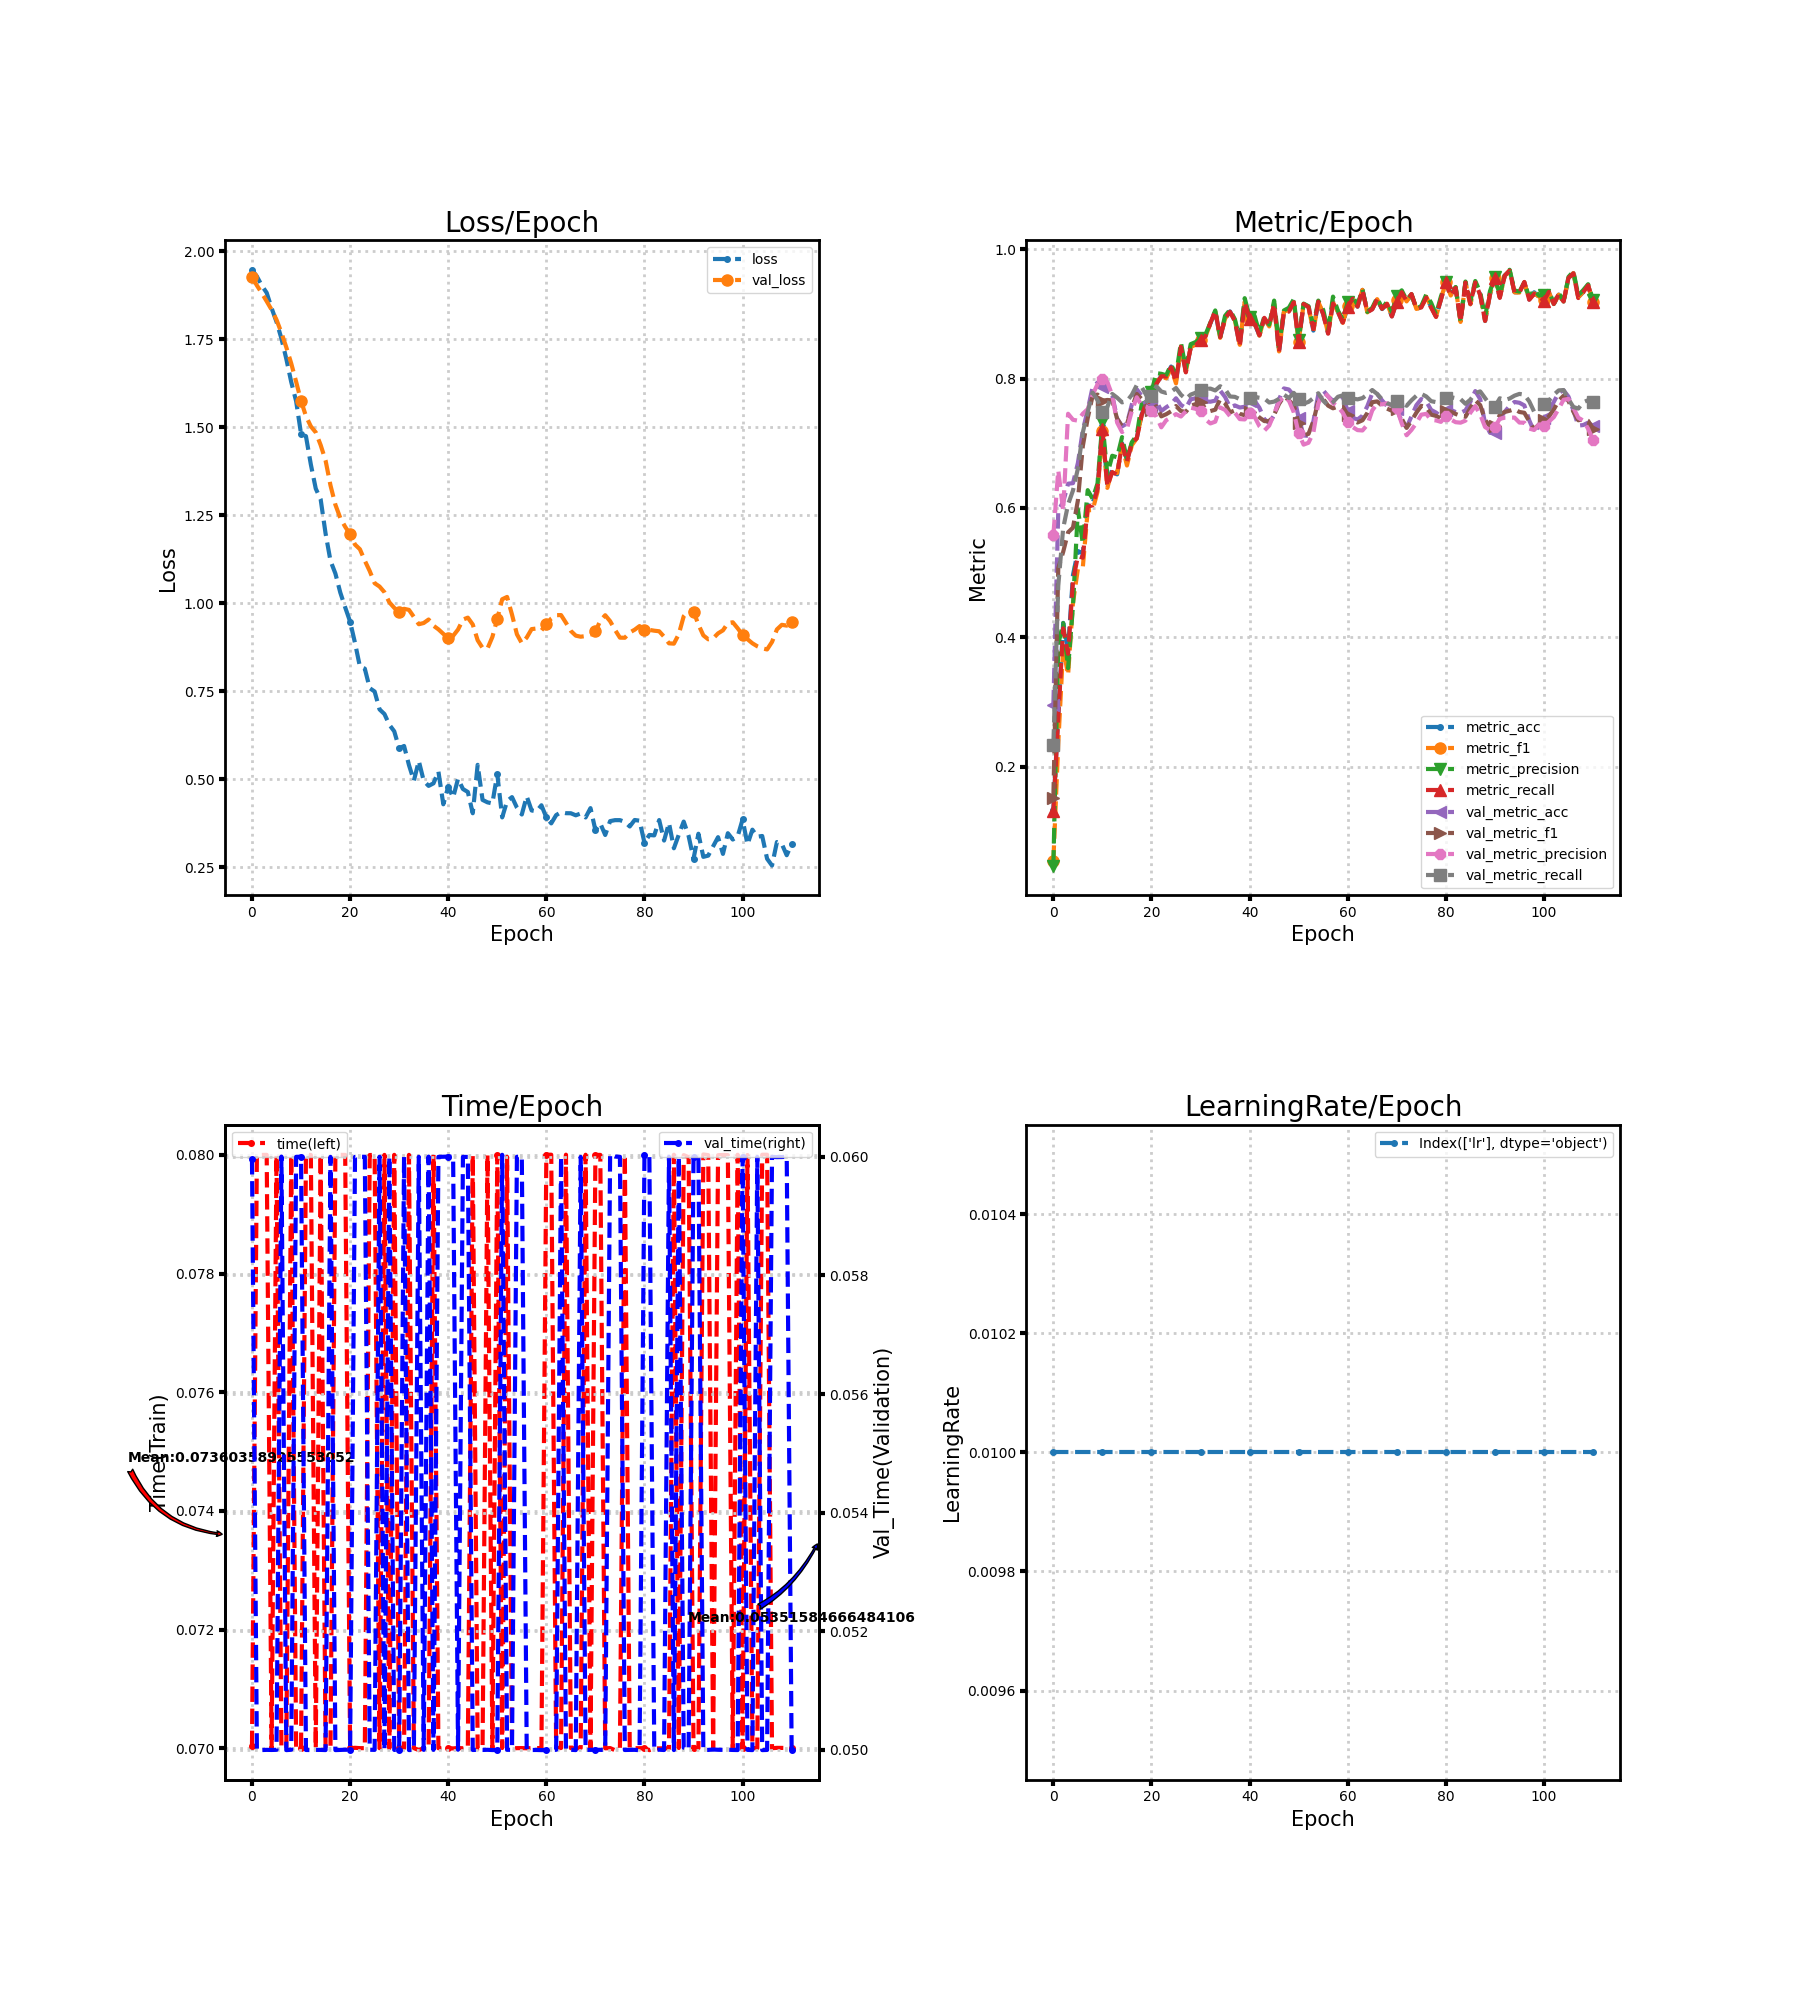 Loss/Epoch
2.00
1.75
1.50
1.25
1.00
0.75
0.50
0.25
Loss
loss
val_loss
0 20 40 60 80 100
Epoch
Metric/Epoch
1.0
0.8
0.6
0.4
0.2
Metric
metric_acc
metric_f1
metric_precision
metric_recall
val_metric_acc
val_metric_f1
val_metric_precision
val_metric_recall
0 20 40 60 80 100
Epoch
Time/Epoch
time(left)
val_time(right)
0.080
0.078
0.076
0.074
0.072
0.070
Time(Train)
0.060
0.058
0.056
0.054
0.052
0.050
Val_Time(Validation)
Mean:0.05351584666484106
0 20 40 60 80 100
Epoch
LearningRate/Epoch
Index(['lr'], dtype='object')
0.0104
0.0102
0.0100
0.0098
0.0096
LearningRate
0 20 40 60 80 100
Epoch